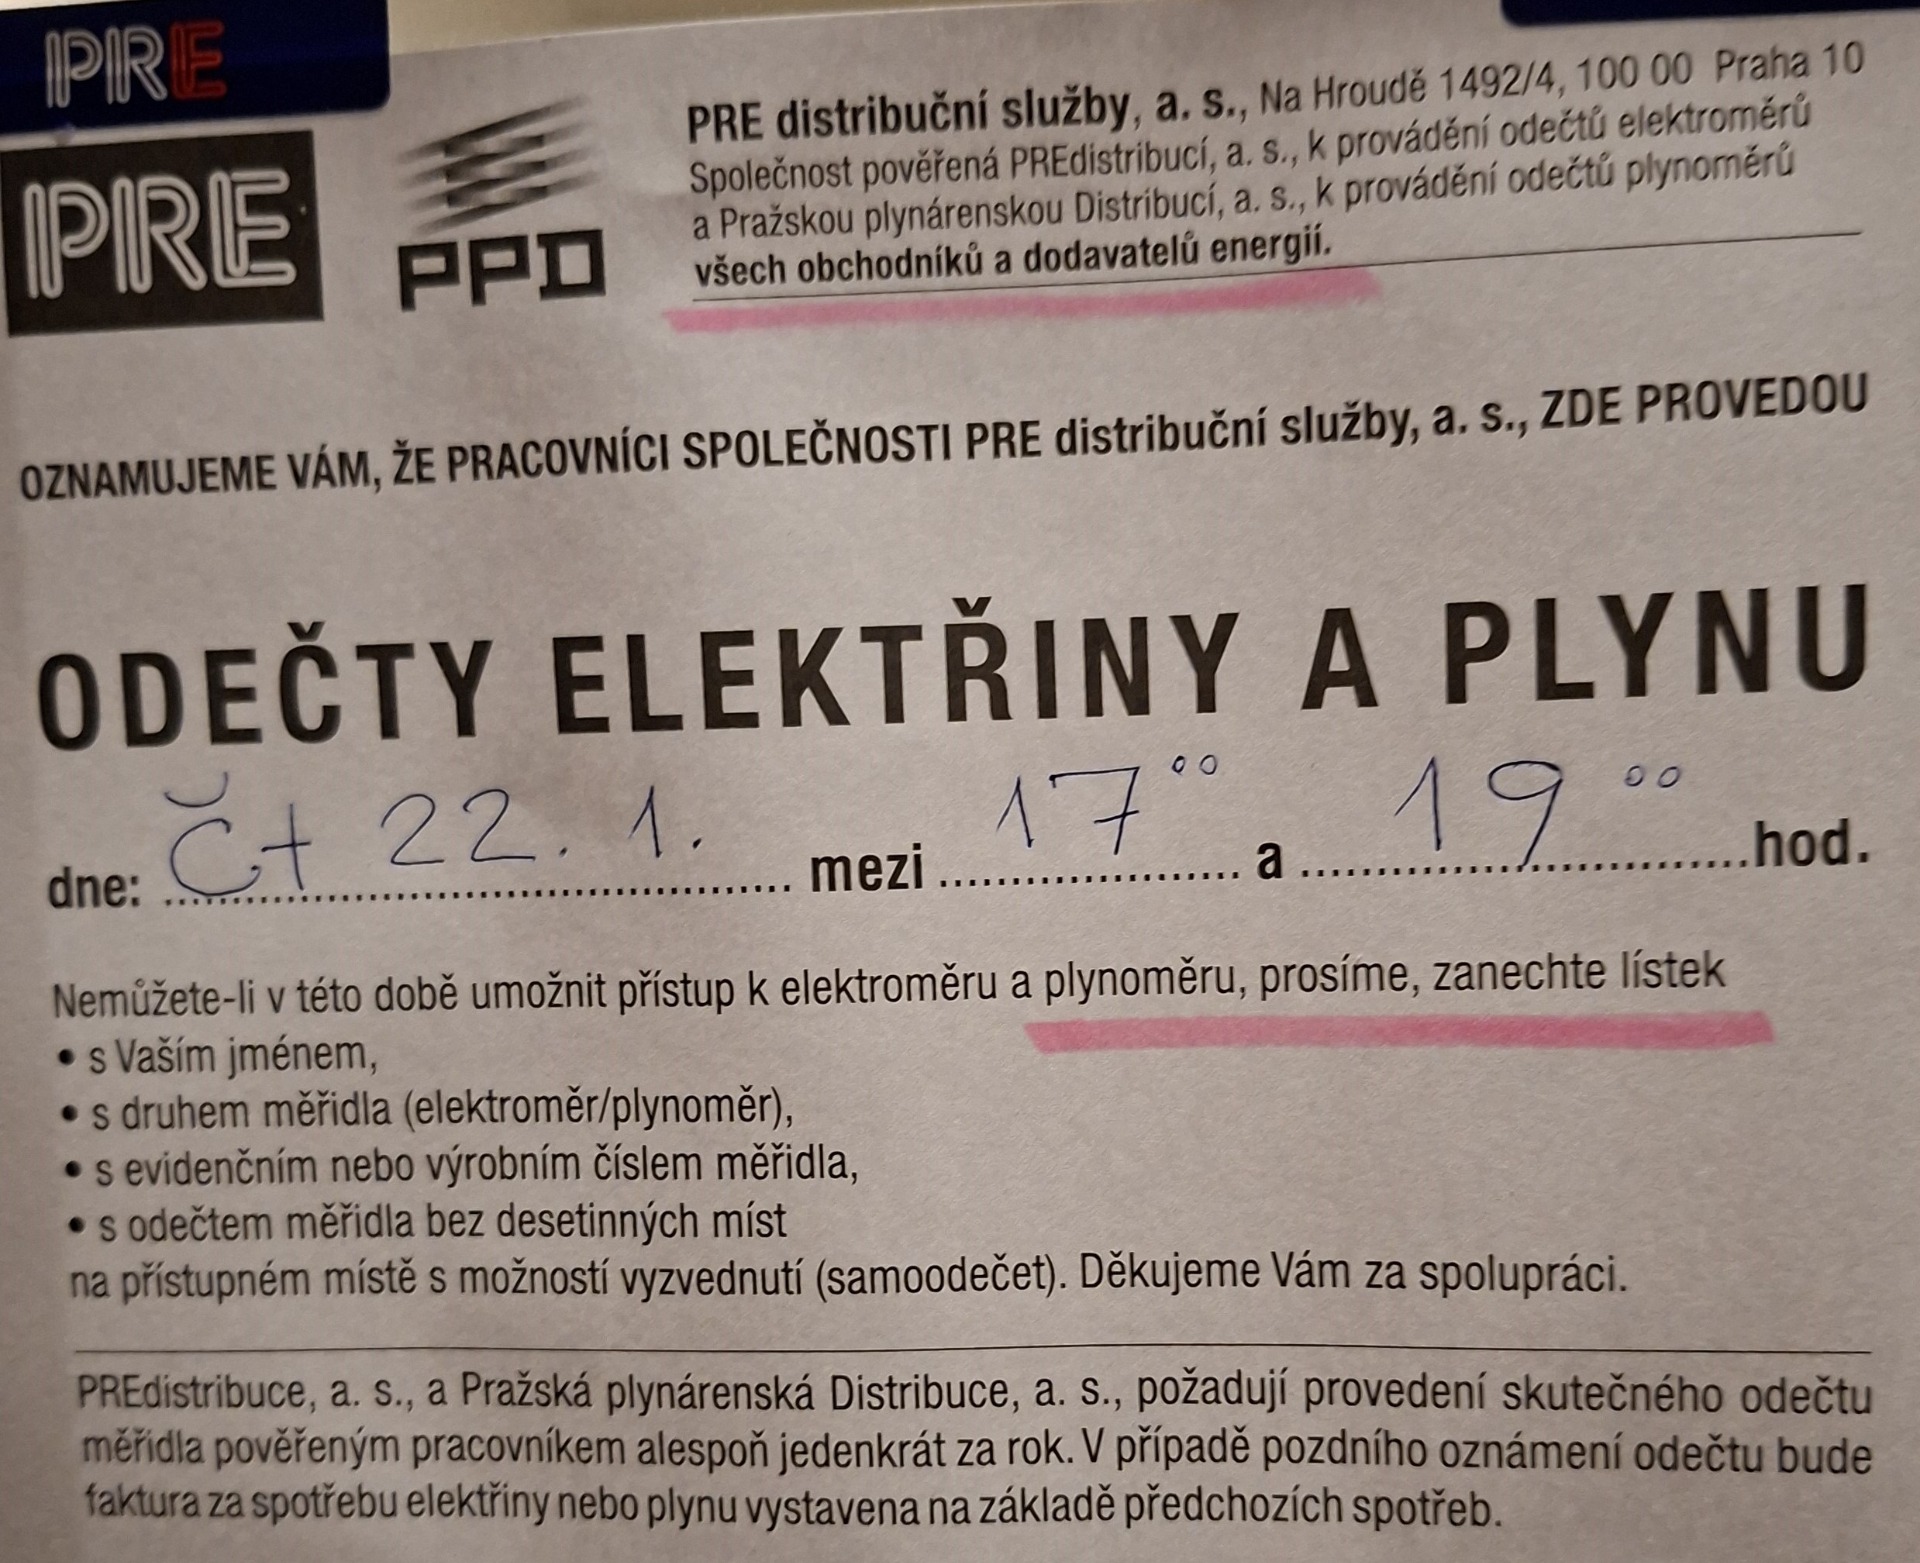 PRE
PRE
PPD
PRE distribuční služby, a. s., Na Hroudě 1492/4, 100 00 Praha 10
Společnost pověřená PREdistribucí, a. s., k provádění odečtů elektroměrů
a Pražskou plynárenskou Distribucí, a. s., k provádění odečtů plynoměrů
všech obchodníků a dodavatelů energií.
OZNAMUJEME VÁM, ŽE PRACOVNÍCI SPOLEČNOSTI PRE distribuční služby, a. s., ZDE PROVEDOU
ODEČTY ELEKTŘINY A PLYNU
dne: Čt 22. 1. mezi 17°° a 19°° hod.
Nemůžete-li v této době umožnit přístup k elektroměru a plynoměru, prosíme, zanechte lístek
• s Vaším jménem,
• s druhem měřidla (elektroměr/plynoměr),
• s evidenčním nebo výrobním číslem měřidla,
• s odečtem měřidla bez desetinných míst
na přístupném místě s možností vyzvednutí (samoodečet). Děkujeme Vám za spolupráci.
PREdistribuce, a. s., a Pražská plynárenská Distribuce, a. s., požadují provedení skutečného odečtu
měřidla pověřeným pracovníkem alespoň jedenkrát za rok. V případě pozdního oznámení odečtu bude
faktura za spotřebu elektřiny nebo plynu vystavena na základě předchozích spotřeb.